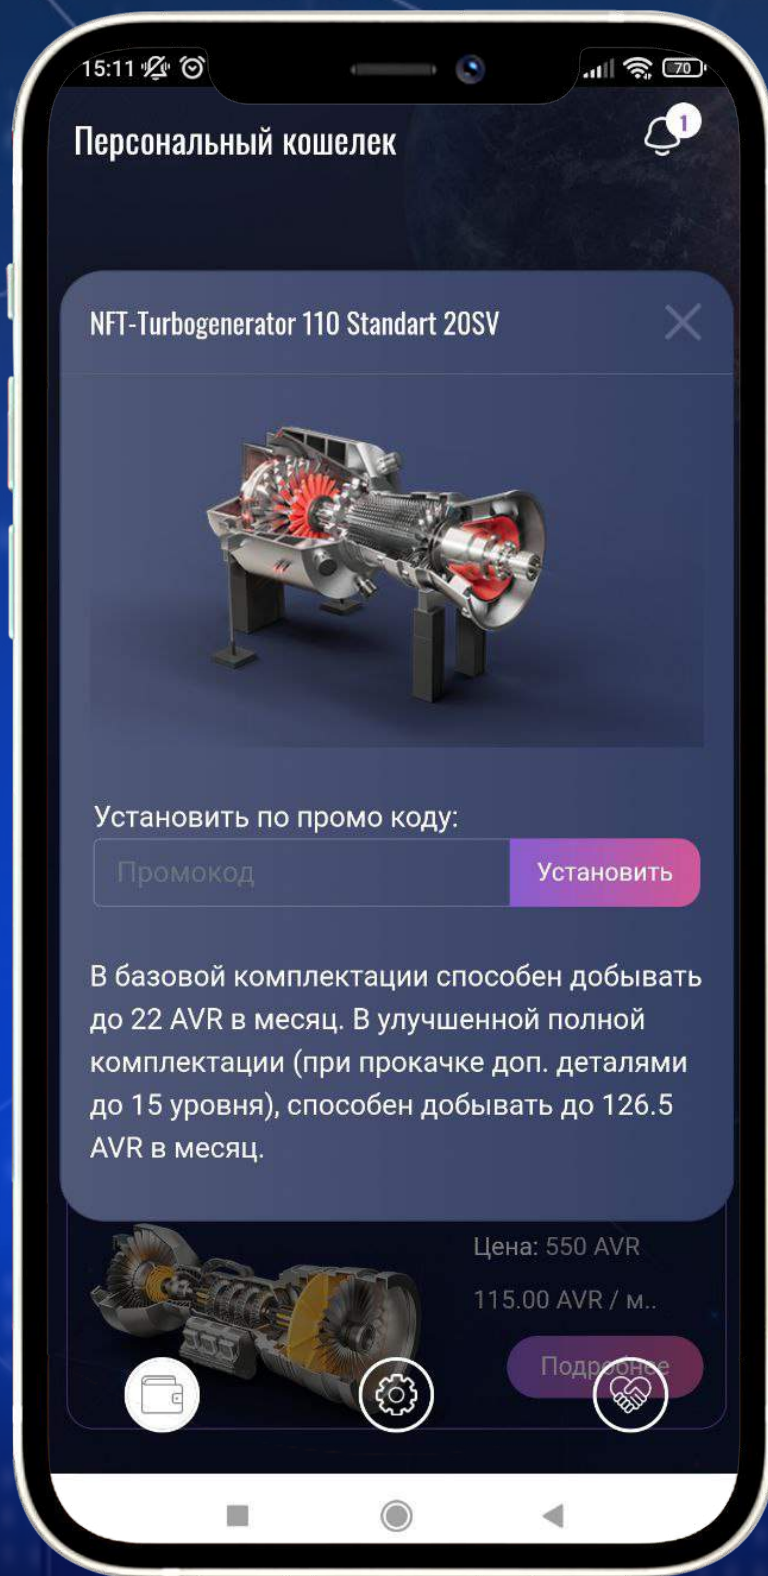 15:11
70
Персональный кошелек
1
NFT-Turbogenerator 110 Standart 20SV
Установить по промо коду:
Промокод
Установить
В базовой комплектации способен добывать
до 22 AVR в месяц. В улучшенной полной
комплектации (при прокачке доп. деталями
до 15 уровня), способен добывать до 126.5
AVR в месяц.
Цена: 550 AVR
115.00 AVR / м..
Подробнее